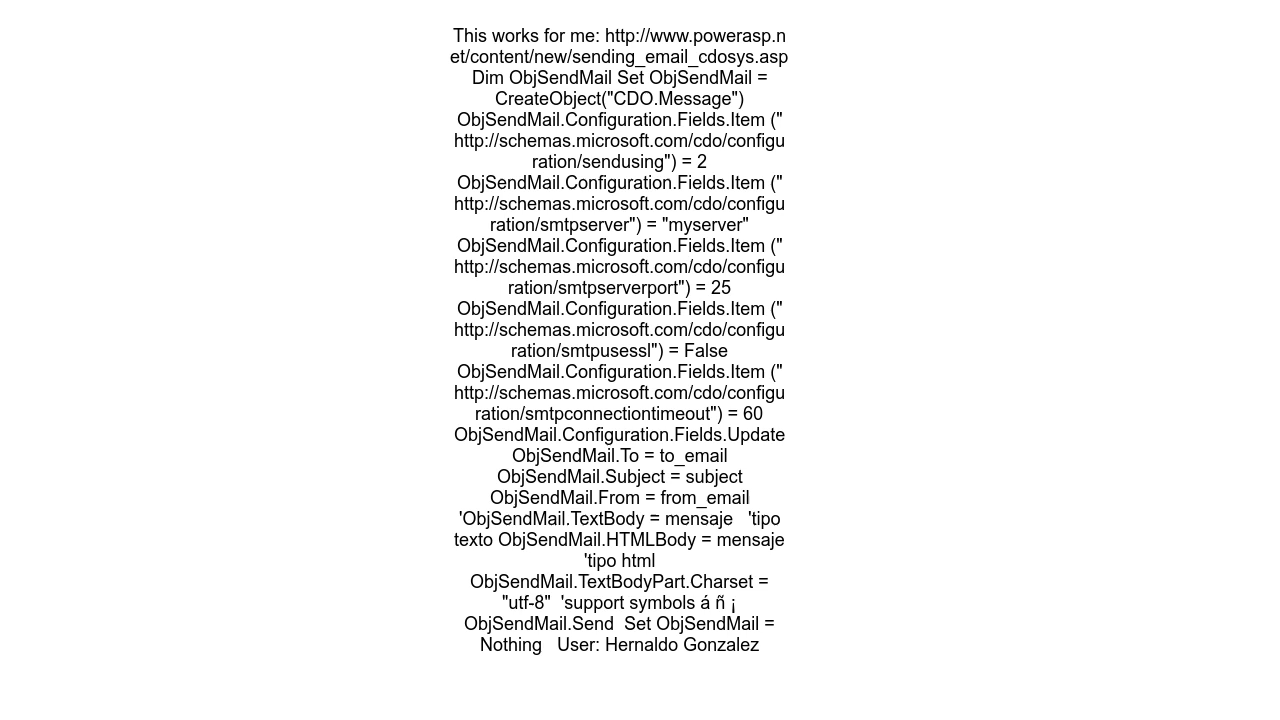 This works for me: http://www.powerasp.n
et/content/new/sending_email_cdosys.asp
Dim ObjSendMail Set ObjSendMail =
CreateObject("CDO.Message")
ObjSendMail.Configuration.Fields.Item ("
http://schemas.microsoft.com/cdo/configu
ration/sendusing") = 2
ObjSendMail.Configuration.Fields.Item ("
http://schemas.microsoft.com/cdo/configu
ration/smtpserver") = "myserver"
ObjSendMail.Configuration.Fields.Item ("
http://schemas.microsoft.com/cdo/configu
ration/smtpserverport") = 25
ObjSendMail.Configuration.Fields.Item ("
http://schemas.microsoft.com/cdo/configu
ration/smtpusessl") = False
ObjSendMail.Configuration.Fields.Item ("
http://schemas.microsoft.com/cdo/configu
ration/smtpconnectiontimeout") = 60
ObjSendMail.Configuration.Fields.Update
ObjSendMail.To = to_email
ObjSendMail.Subject = subject
ObjSendMail.From = from_email
'ObjSendMail.TextBody = mensaje   'tipo
texto ObjSendMail.HTMLBody = mensaje
'tipo html
ObjSendMail.TextBodyPart.Charset =
"utf-8"  'support symbols á ñ ¡
ObjSendMail.Send  Set ObjSendMail =
Nothing   User: Hernaldo Gonzalez